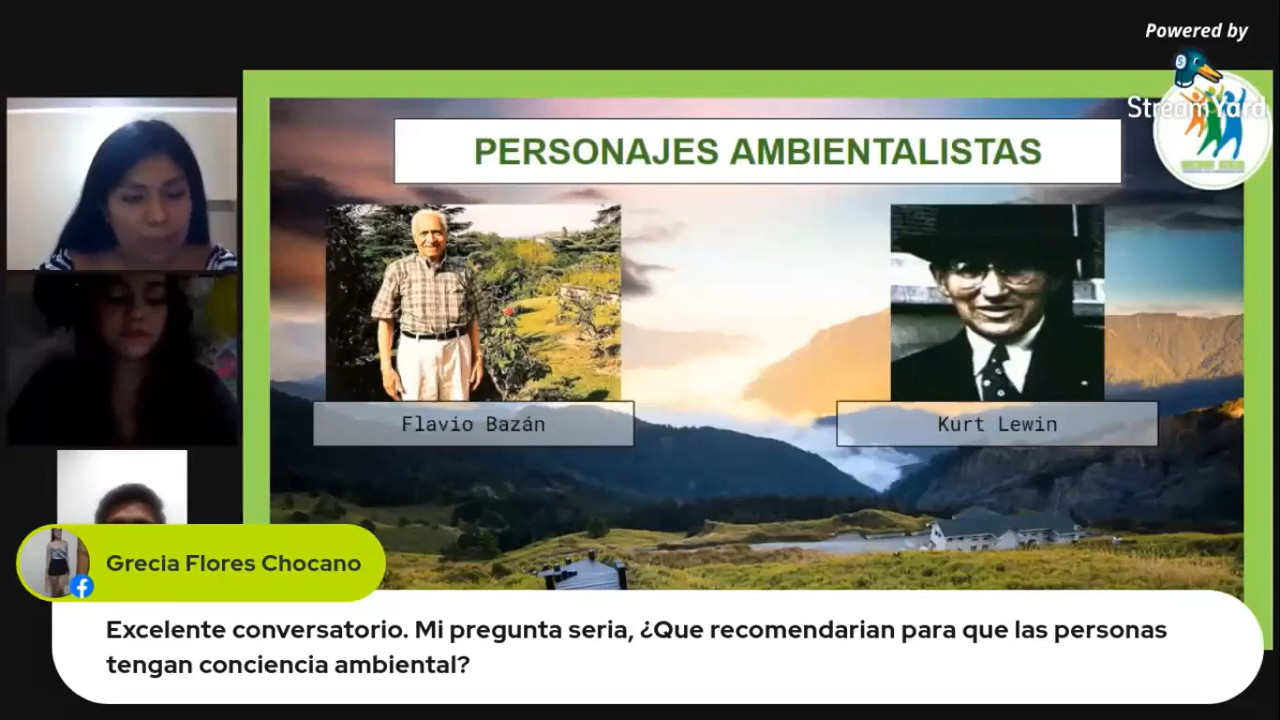 Powered by
StreamYard
PERSONAJES AMBIENTALISTAS
Flavio Bazán
Kurt Lewin
Grecia Flores Chocano
Excelente conversatorio. Mi pregunta seria, ¿Que recomendarian para que las personas
tengan conciencia ambiental?